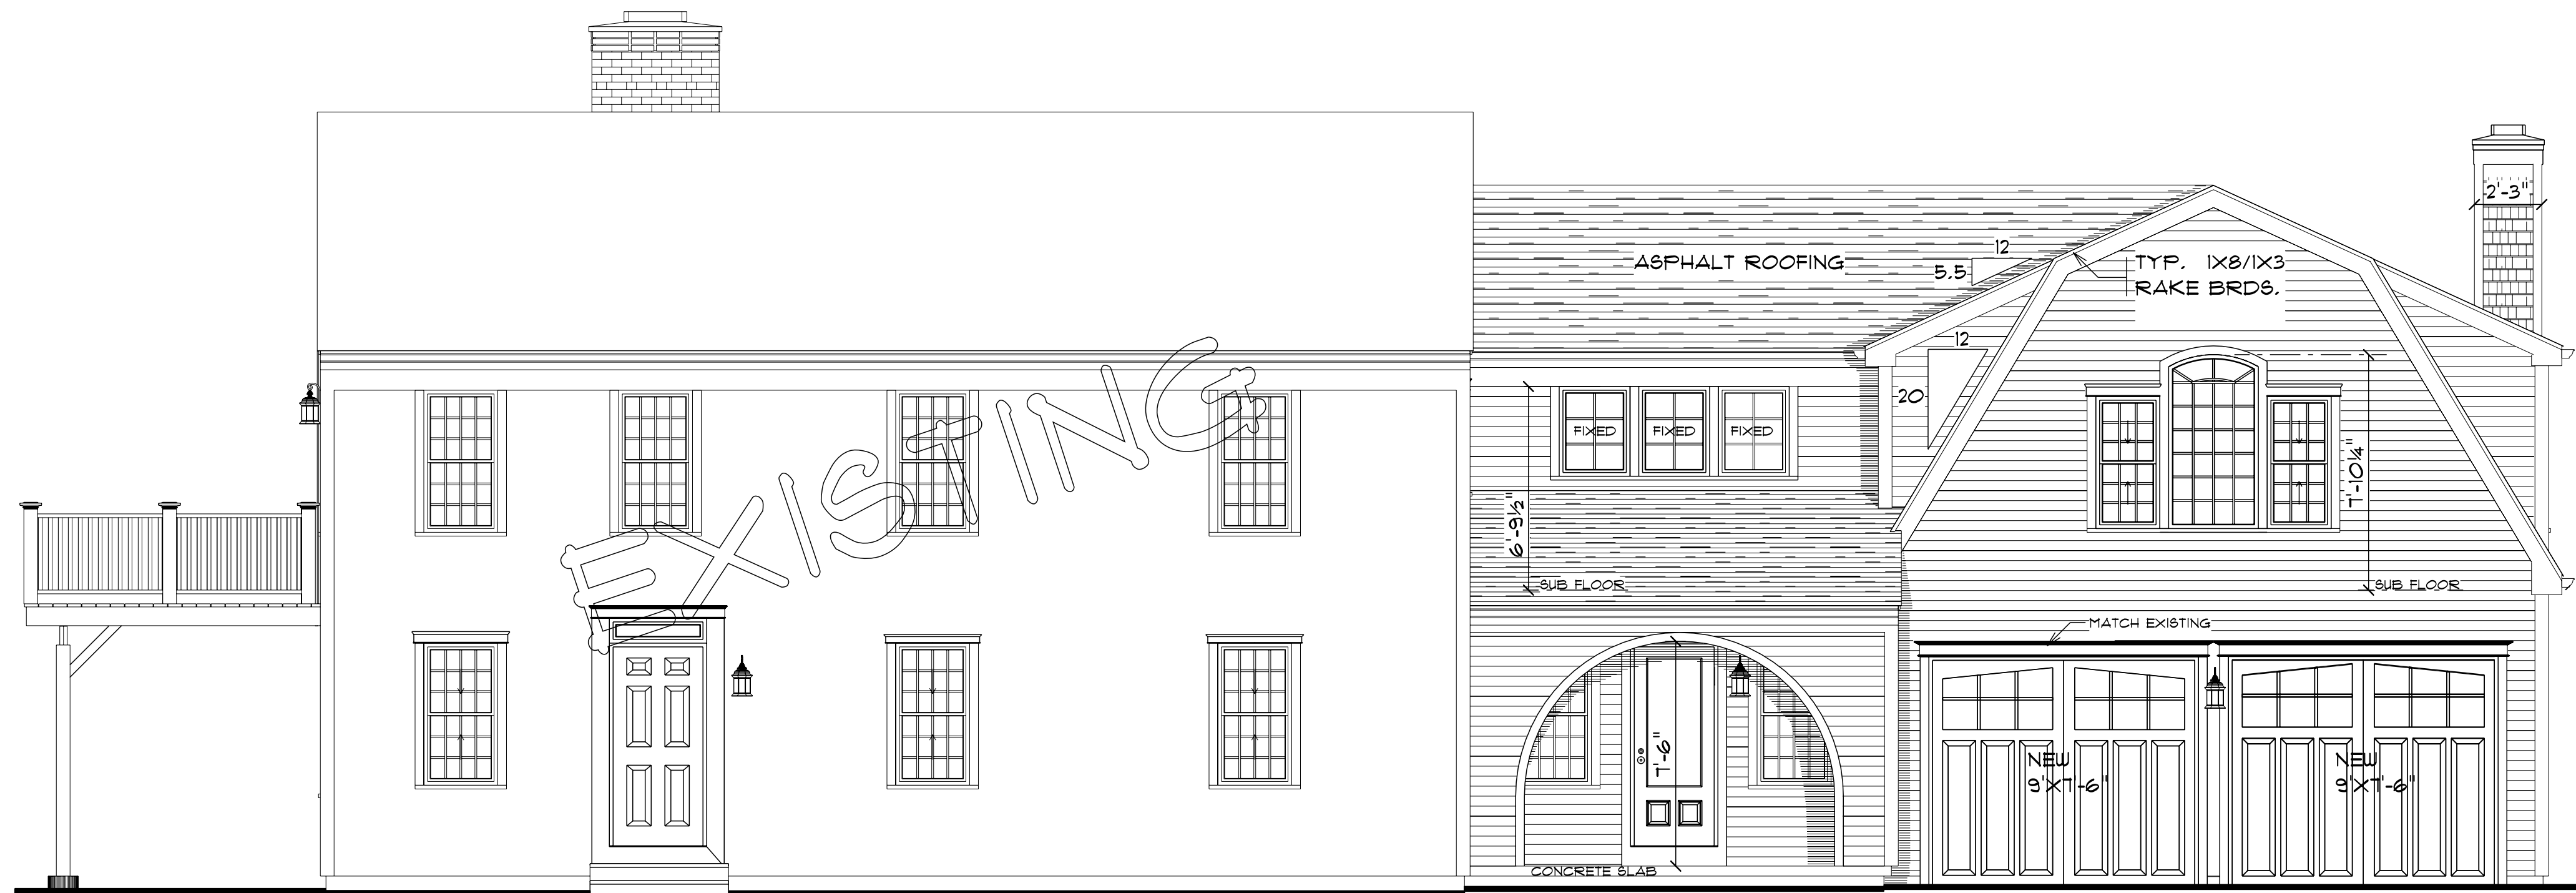 EXISTING
ASPHALT ROOFING
12
5.5
TYP. 1X8/1X3
RAKE BRDS.
2'-3"
12
20
FIXED
FIXED
FIXED
6'-9½"
7'-10¼"
SUB FLOOR
SUB FLOOR
MATCH EXISTING
7'-6"
NEW
9'X7'-6"
NEW
9'X7'-6"
CONCRETE SLAB